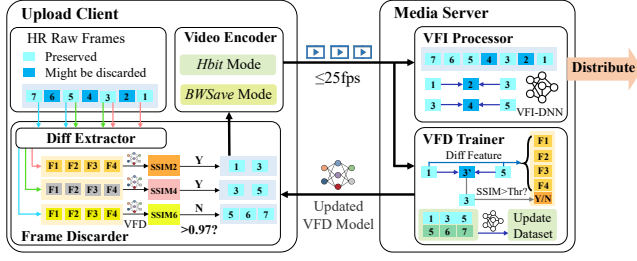 Upload Client
HR Raw Frames
Preserved
Might be discarded
7 6 5 4 3 2 1
Video Encoder
Hbit Mode
BWSave Mode
Diff Extractor
F1 F2 F3 F4 SSIM2 Y 1 3
F1 F2 F3 F4 SSIM4 Y 3 5
F1 F2 F3 F4 VFD SSIM6 N 5 6 7
>0.97?
Frame Discarder
≤25fps
Updated
VFD Model
Media Server
VFI Processor
7 6 5 4 3 2 1
1 2 3
3 4 5
VFI-DNN
Distribute
VFD Trainer
Diff Feature
1 3' 5
3
SSIM>Thr?
F1
F2
F3
F4
Y/N
1 3 5
5 6 7
Update
Dataset